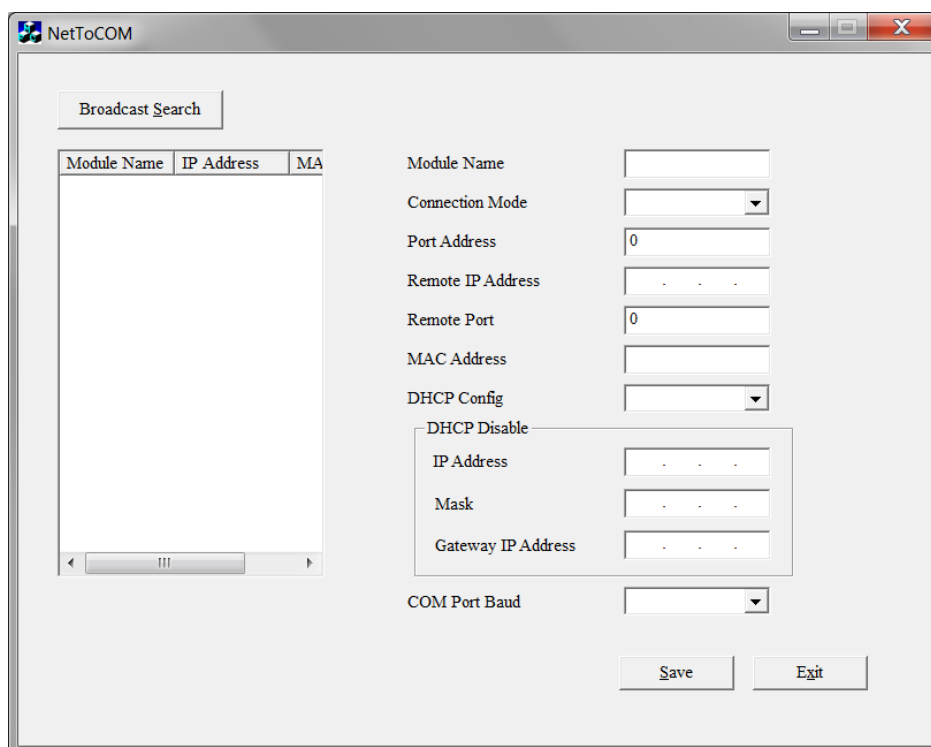 NetToCOM
Broadcast Search
Module Name IP Address MA
Module Name
Connection Mode
Port Address 0
Remote IP Address . . .
Remote Port 0
MAC Address
DHCP Config
DHCP Disable
IP Address . . .
Mask . . .
Gateway IP Address . . .
COM Port Baud
Save Exit